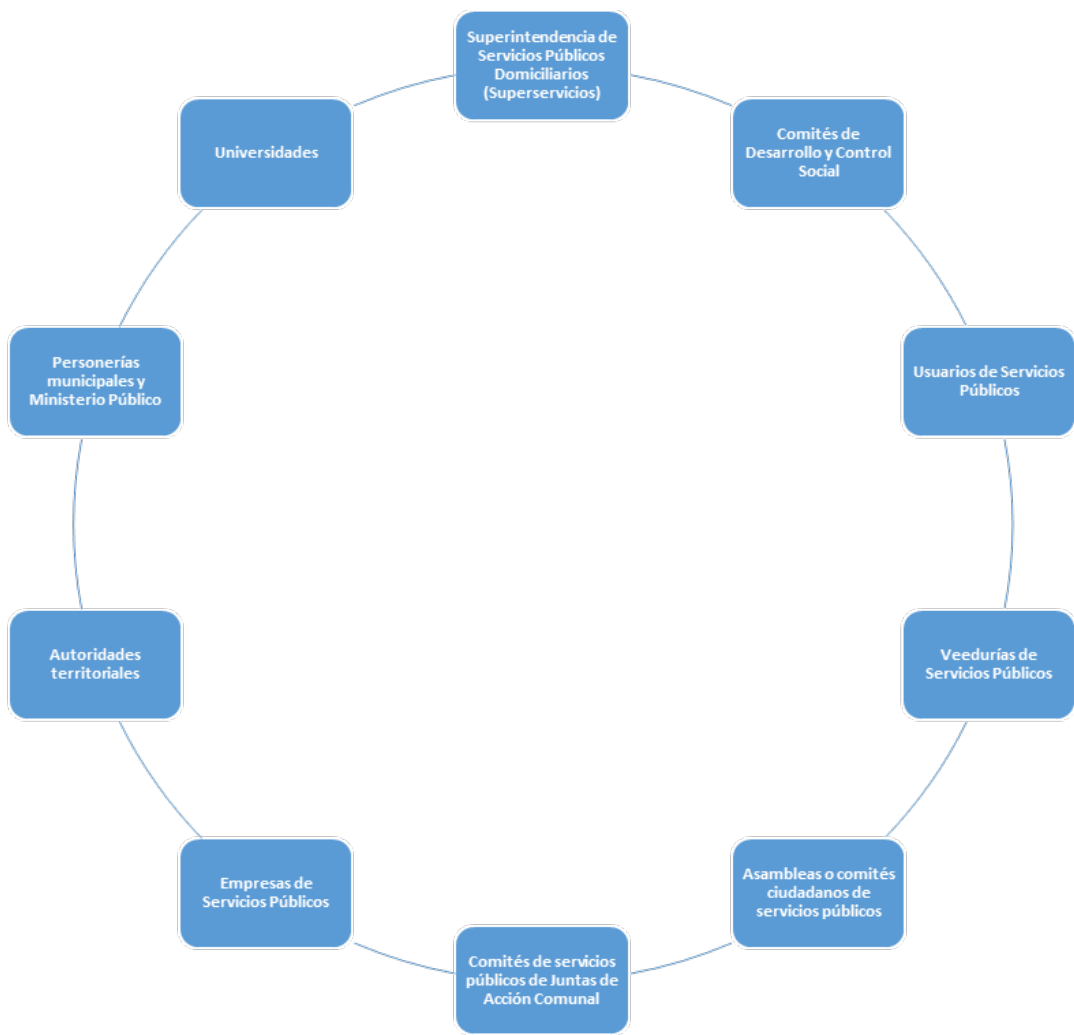 Superintendencia de
Servicios Públicos
Domiciliarios
(Superservicios)
Comités de
Desarrollo y Control
Social
Usuarios de Servicios
Públicos
Veedurías de
Servicios Públicos
Asambleas o comités
ciudadanos de
servicios públicos
Comités de servicios
públicos de Juntas de
Acción Comunal
Empresas de
Servicios Públicos
Autoridades
territoriales
Personerías
municipales y
Ministerio Público
Universidades